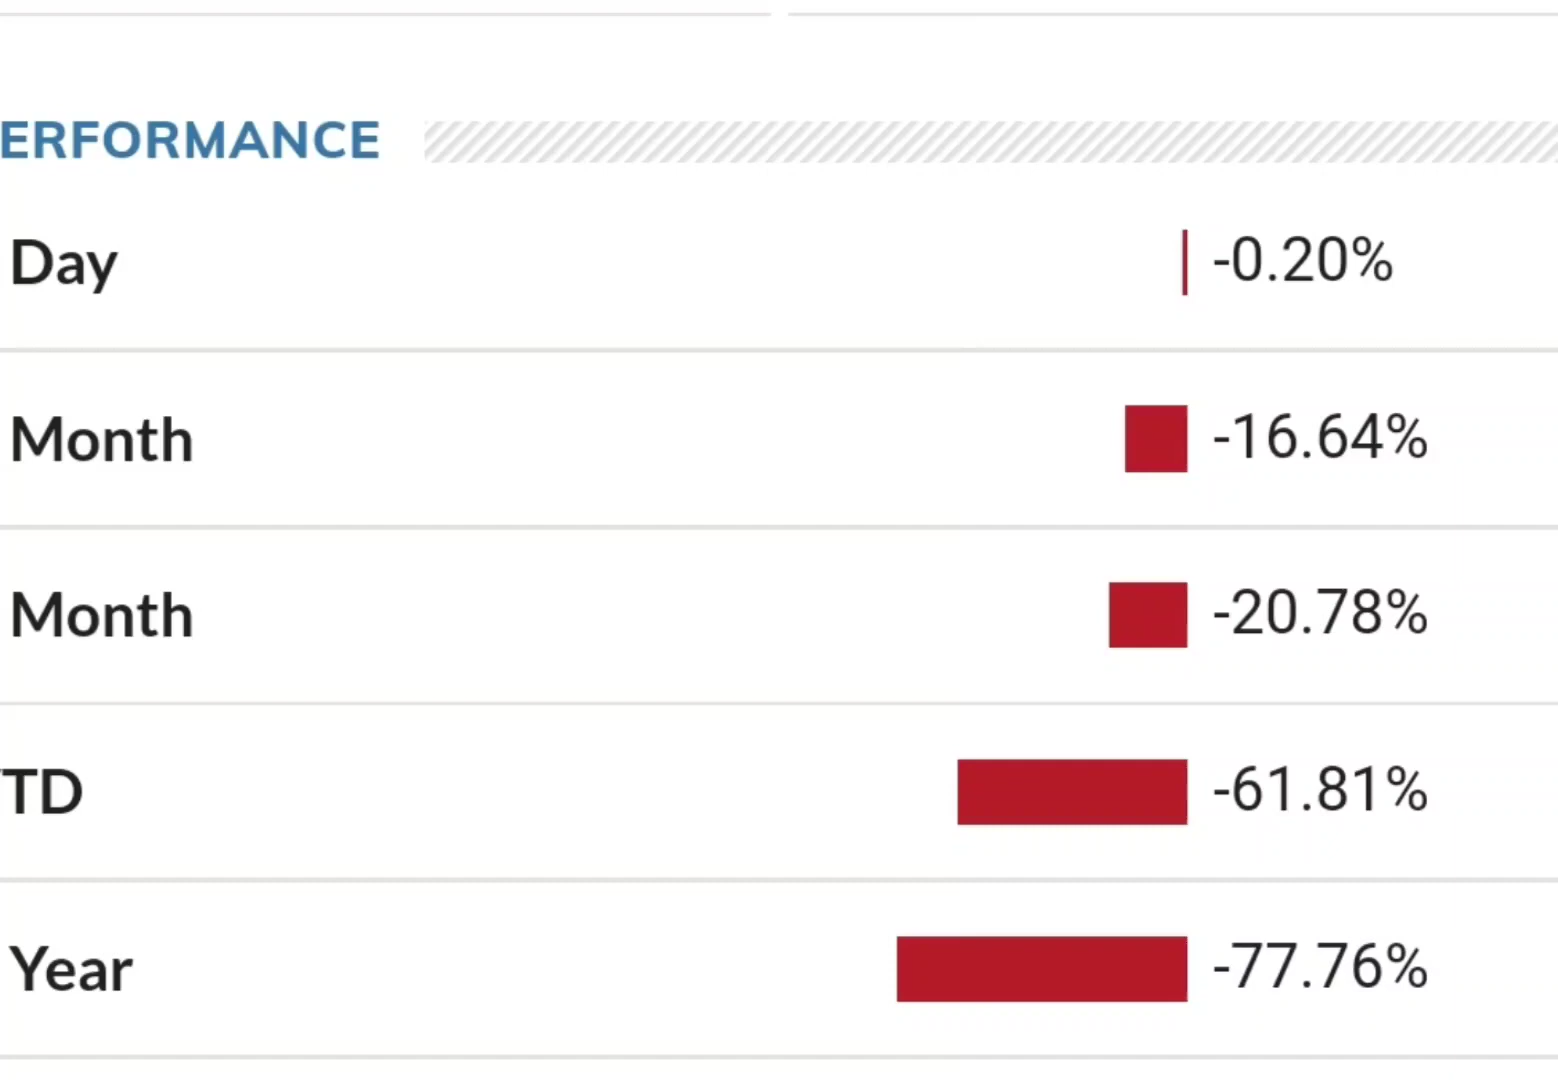 ERFORMANCE
Day -0.20%
Month -16.64%
Month -20.78%
TD -61.81%
Year -77.76%